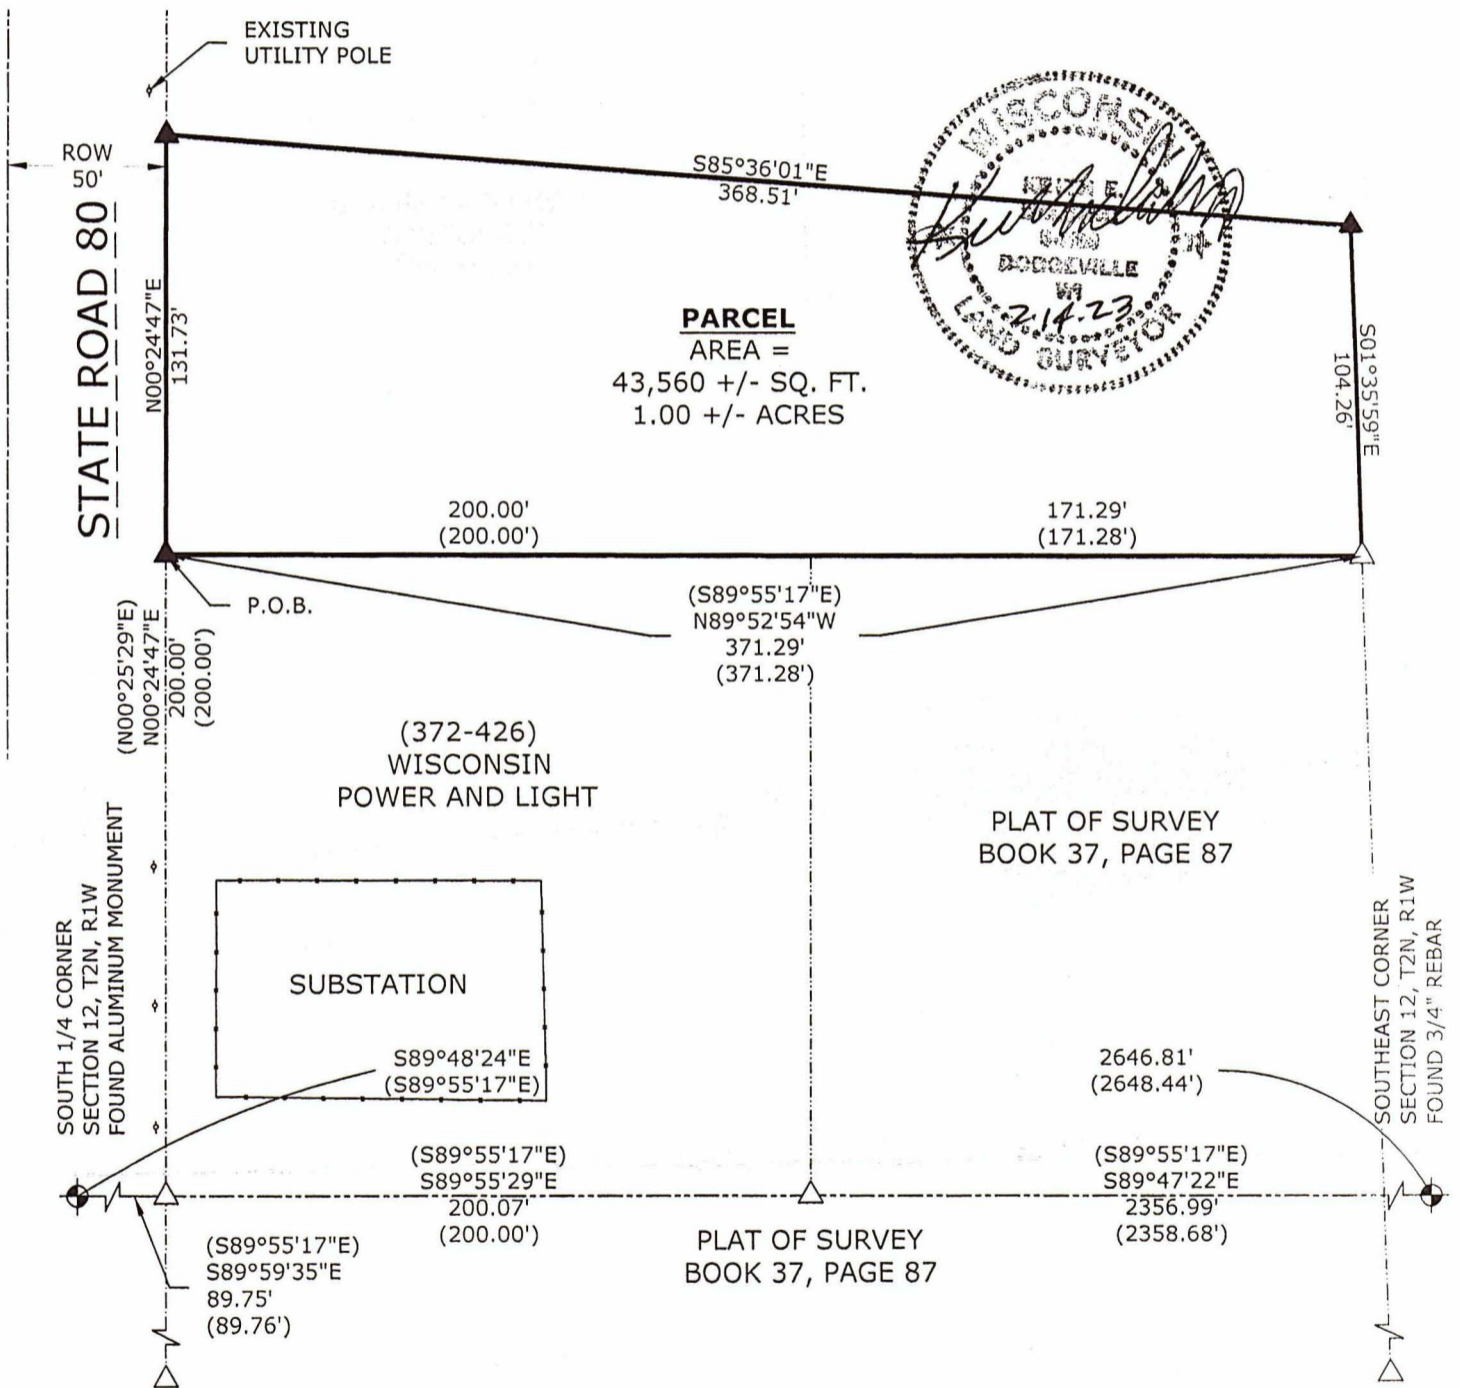 EXISTING
UTILITY POLE
ROW
50'
STATE ROAD 80
N00°24'47"E
131.73'
S85°36'01"E
368.51'
WISCONSIN
KEITH E.
DODGEVILLE
WI
2.14.23
LAND SURVEYOR
S01°35'59"E
104.26'
PARCEL
AREA =
43,560 +/- SQ. FT.
1.00 +/- ACRES
200.00'
(200.00')
171.29'
(171.28')
P.O.B.
(S89°55'17"E)
N89°52'54"W
371.29'
(371.28')
(N00°25'29"E)
N00°24'47"E
200.00'
(200.00')
(372-426)
WISCONSIN
POWER AND LIGHT
PLAT OF SURVEY
BOOK 37, PAGE 87
SOUTH 1/4 CORNER
SECTION 12, T2N, R1W
FOUND ALUMINUM MONUMENT
SUBSTATION
SOUTHEAST CORNER
SECTION 12, T2N, R1W
FOUND 3/4" REBAR
S89°48'24"E
(S89°55'17"E)
2646.81'
(2648.44')
(S89°55'17"E)
S89°55'29"E
200.07'
(200.00')
(S89°55'17"E)
S89°47'22"E
2356.99'
(2358.68')
(S89°55'17"E)
S89°59'35"E
89.75'
(89.76')
PLAT OF SURVEY
BOOK 37, PAGE 87